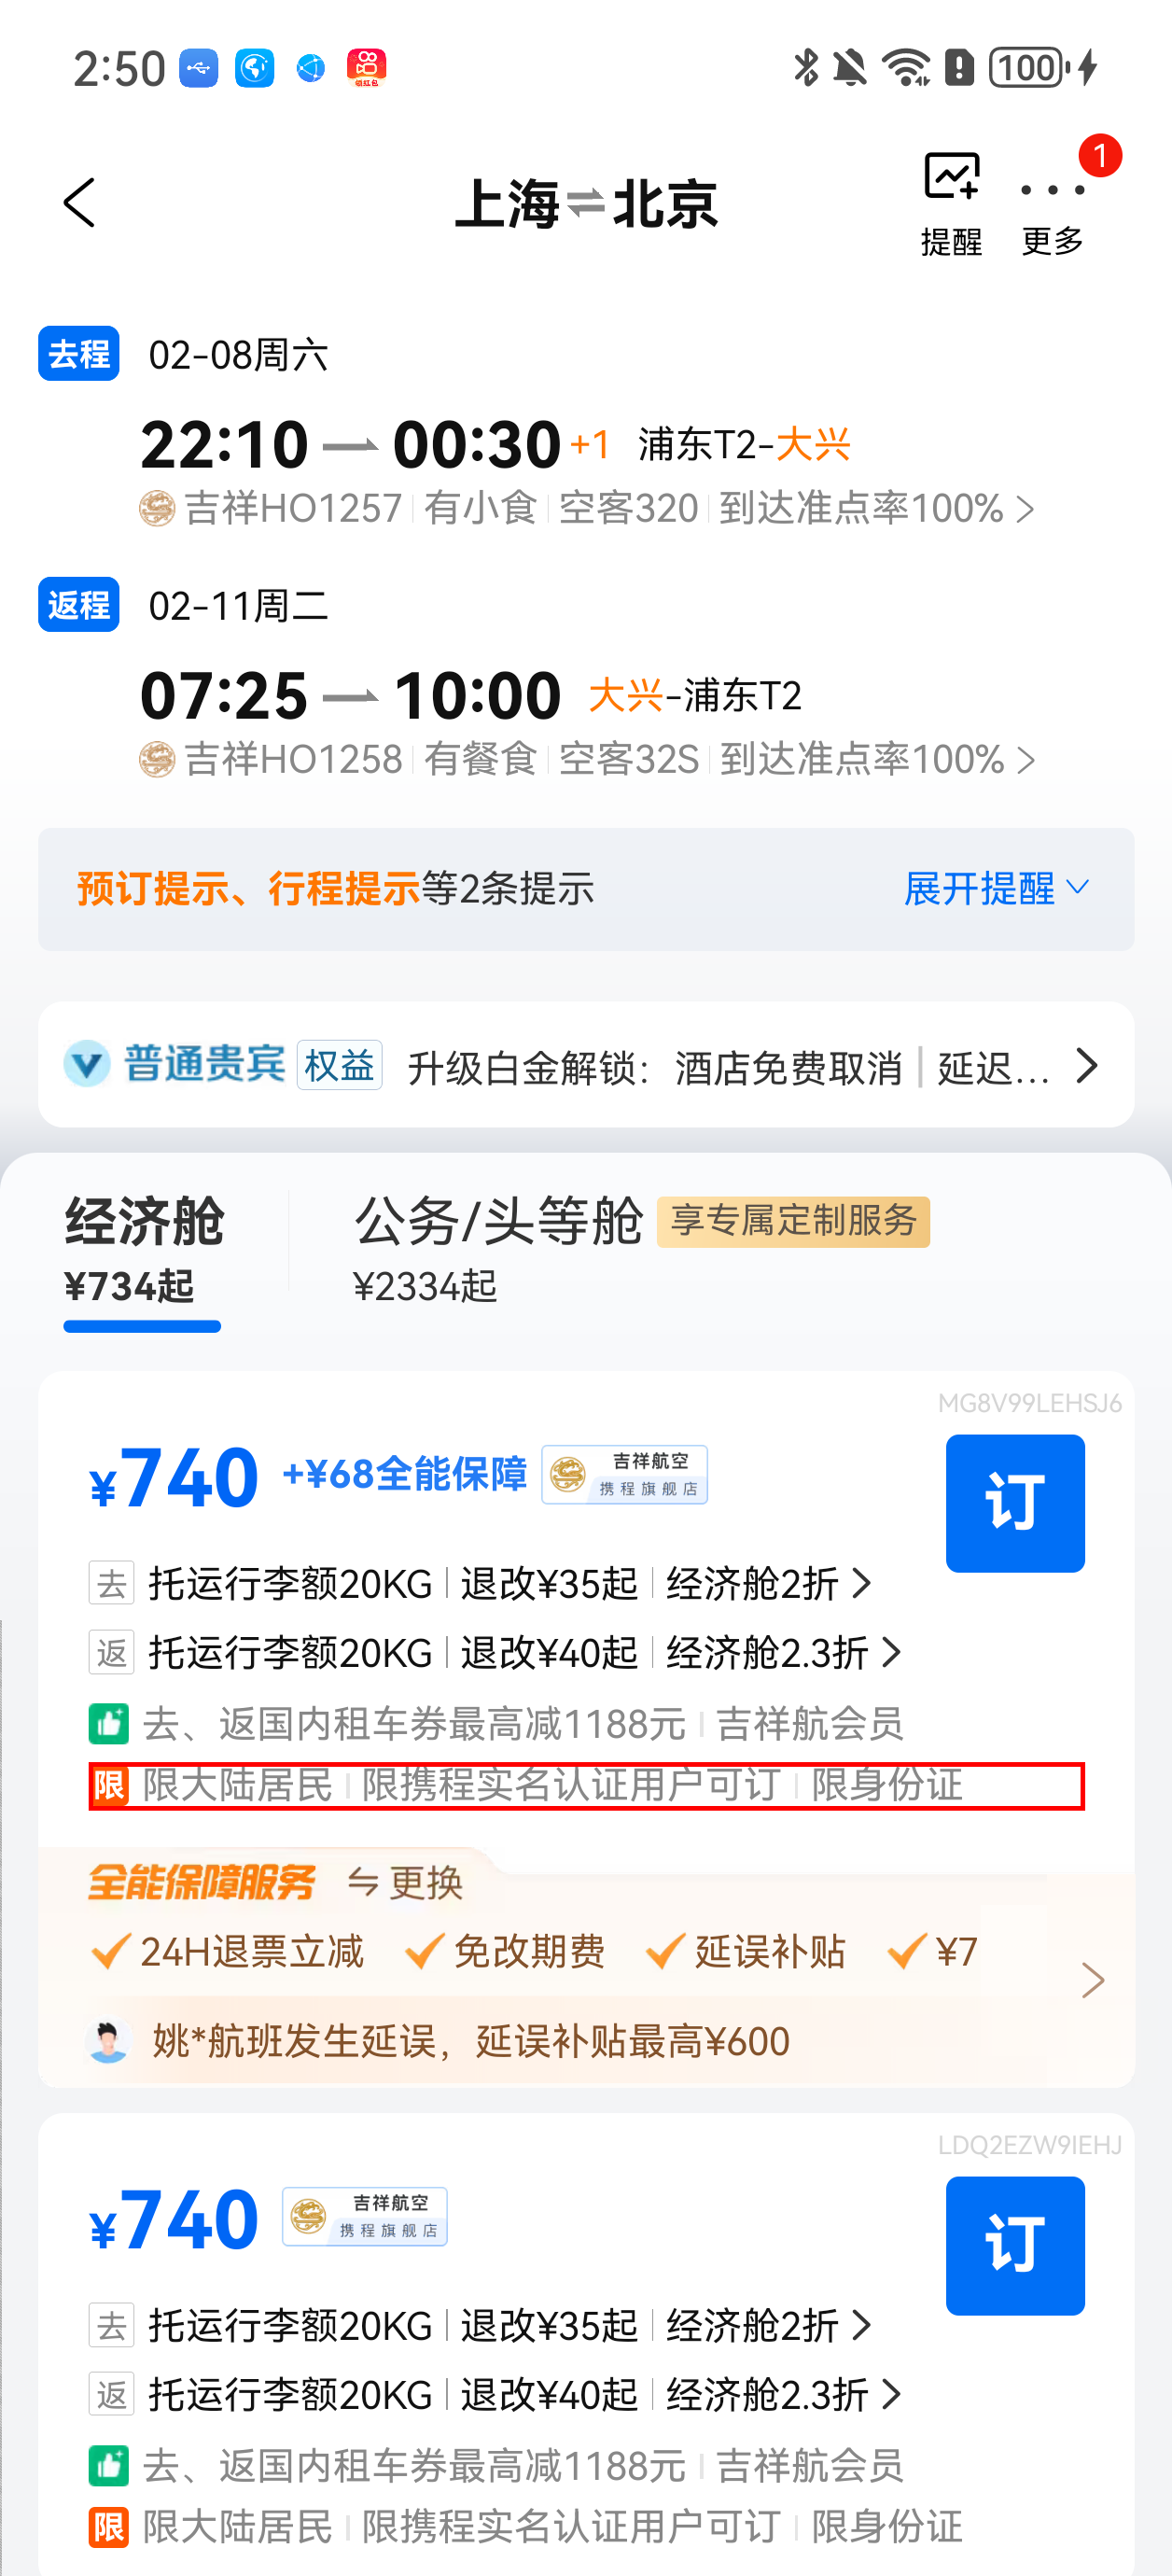 2:50 领红包 100
上海 北京
1
提醒 更多
去程 02-08周六
22:10 00:30 +1 浦东T2-大兴
吉祥HO1257 有小食 空客320 到达准点率100%
返程 02-11周二
07:25 10:00 大兴-浦东T2
吉祥HO1258 有餐食 空客32S 到达准点率100%
预订提示、行程提示等2条提示 展开提醒
普通贵宾 权益 升级白金解锁：酒店免费取消 | 延迟...
经济舱 公务/头等舱 享专属定制服务
¥734起 ¥2334起
MG8V99LEHSJ6
¥740 +¥68全能保障 吉祥航空 携程旗舰店 订
去 托运行李额20KG 退改¥35起 经济舱2折
返 托运行李额20KG 退改¥40起 经济舱2.3折
去、返国内租车券最高减1188元 吉祥航会员
限 限大陆居民 限携程实名认证用户可订 限身份证
全能保障服务 更换
24H退票立减 免改期费 延误补贴 ¥7
姚*航班发生延误，延误补贴最高¥600
LDQ2EZW9IEHJ
¥740 吉祥航空 携程旗舰店 订
去 托运行李额20KG 退改¥35起 经济舱2折
返 托运行李额20KG 退改¥40起 经济舱2.3折
去、返国内租车券最高减1188元 吉祥航会员
限 限大陆居民 限携程实名认证用户可订 限身份证